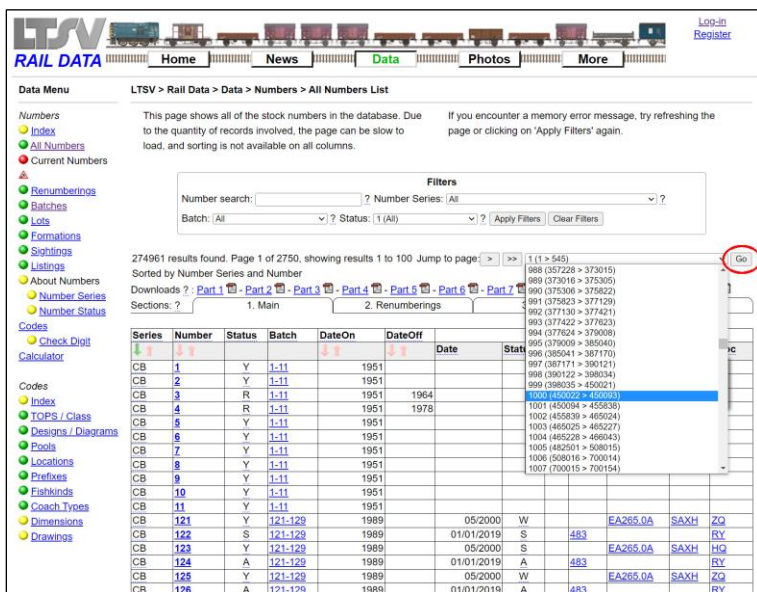 LTSV
RAIL DATA
Home
News
Data
Photos
More
Log-in
Register
Data Menu
Numbers
Index
All Numbers
Current Numbers
Renumberings
Batches
Lots
Formations
Sightings
Listings
About Numbers
Number Series
Number Status
Codes
Check Digit
Calculator
Codes
Index
TOPS / Class
Designs / Diagrams
Pools
Locations
Prefixes
Fishkinds
Coach Types
Dimensions
Drawings
LTSV > Rail Data > Data > Numbers > All Numbers List
This page shows all of the stock numbers in the database. Due
to the quantity of records involved, the page can be slow to
load, and sorting is not available on all columns.
If you encounter a memory error message, try refreshing the
page or clicking on 'Apply Filters' again.
Filters
Number search: ? Number Series: All ?
Batch: All ? Status: 1 (All) ? Apply Filters Clear Filters
274961 results found. Page 1 of 2750, showing results 1 to 100 Jump to page: > >> 1 (1 > 545) Go
Sorted by Number Series and Number
Downloads ? : Part 1 - Part 2 - Part 3 - Part 4 - Part 5 - Part 6 - Part 7
Sections: ? 1. Main 2. Renumberings 3
988 (357228 > 373015)
989 (373016 > 375305)
990 (375306 > 375822)
991 (375823 > 377129)
992 (377130 > 377421)
993 (377422 > 377623)
994 (377624 > 379008)
995 (379009 > 385040)
996 (385041 > 387170)
997 (387171 > 390121)
998 (390122 > 398034)
999 (398035 > 450021)
1000 (450022 > 450093)
1001 (450094 > 455838)
1002 (455839 > 465024)
1003 (465025 > 465227)
1004 (465228 > 466043)
1005 (482501 > 508015)
1006 (508016 > 700014)
1007 (700015 > 700154)
Series Number Status Batch DateOn DateOff
Date Statu oc
CB 1 Y 1-11 1951
CB 2 Y 1-11 1951
CB 3 R 1-11 1951 1964
CB 4 R 1-11 1951 1978
CB 5 Y 1-11 1951
CB 6 Y 1-11 1951
CB 7 Y 1-11 1951
CB 8 Y 1-11 1951
CB 9 Y 1-11 1951
CB 10 Y 1-11 1951
CB 11 Y 1-11 1951
CB 121 Y 121-129 1989 05/2000 W EA265.0A SAXH ZQ
CB 122 S 121-129 1989 01/01/2019 S 483 RY
CB 123 Y 121-129 1989 05/2000 S EA265.0A SAXH HQ
CB 124 A 121-129 1989 01/01/2019 A 483 RY
CB 125 Y 121-129 1989 05/2000 W EA265.0A SAXH ZQ
CB 126 A 121-129 1989 01/01/2019 A 483 RY